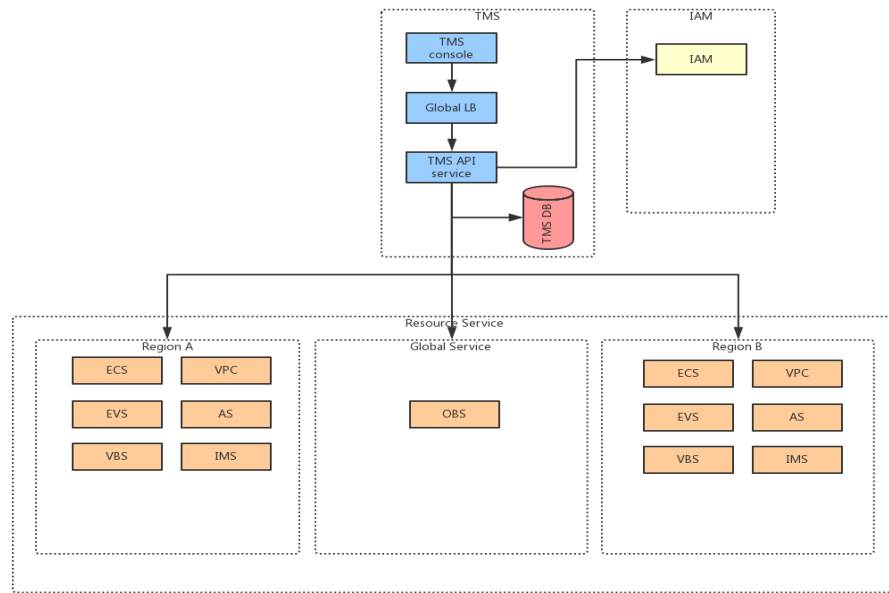 TMS
TMS
console
Global LB
TMS API
service
TMS DB
IAM
IAM
Resource Service
Region A
ECS
VPC
EVS
AS
VBS
IMS
Global Service
OBS
Region B
ECS
VPC
EVS
AS
VBS
IMS